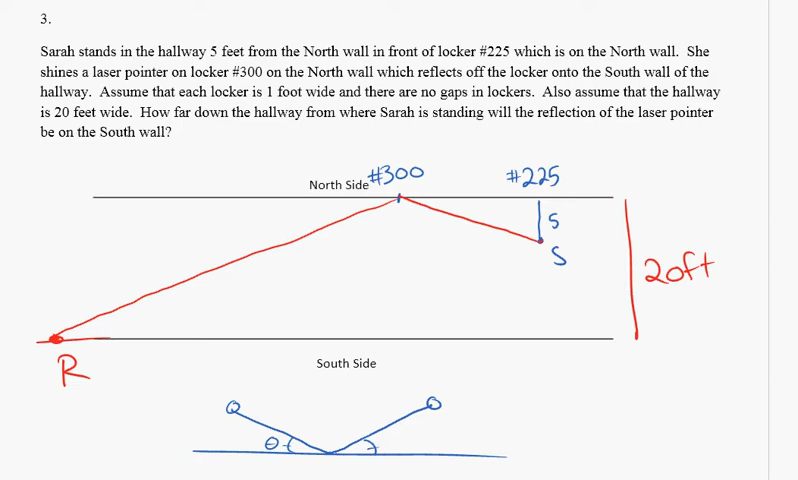 3.
Sarah stands in the hallway 5 feet from the North wall in front of locker #225 which is on the North wall. She
shines a laser pointer on locker #300 on the North wall which reflects off the locker onto the South wall of the
hallway. Assume that each locker is 1 foot wide and there are no gaps in lockers. Also assume that the hallway
is 20 feet wide. How far down the hallway from where Sarah is standing will the reflection of the laser pointer
be on the South wall?
North Side #300 #225
5
S
20ft
R
South Side
θ